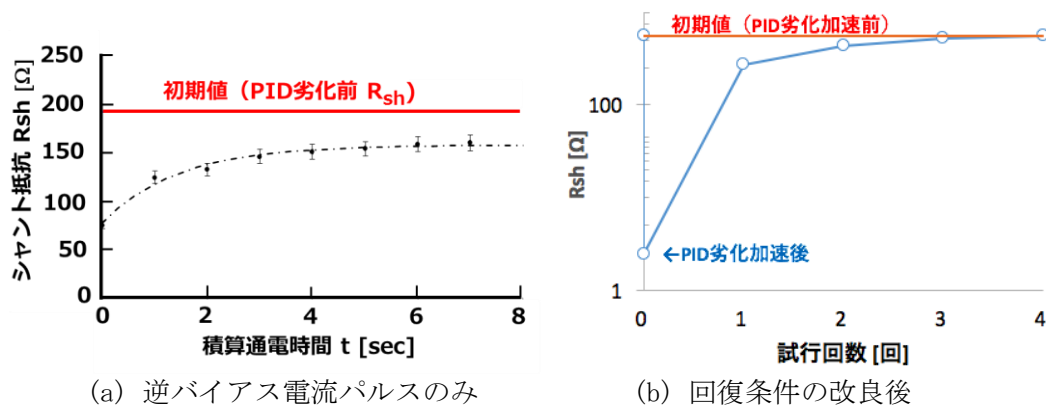 250
200
150
100
50
0
シャント抵抗 Rsh [Ω]
初期値（PID劣化前 Rsh）
0 2 4 6 8
積算通電時間 t [sec]
(a) 逆バイアス電流パルスのみ
初期値（PID劣化加速前）
100
1
Rsh [Ω]
←PID劣化加速後
0 1 2 3 4
試行回数 [回]
(b) 回復条件の改良後